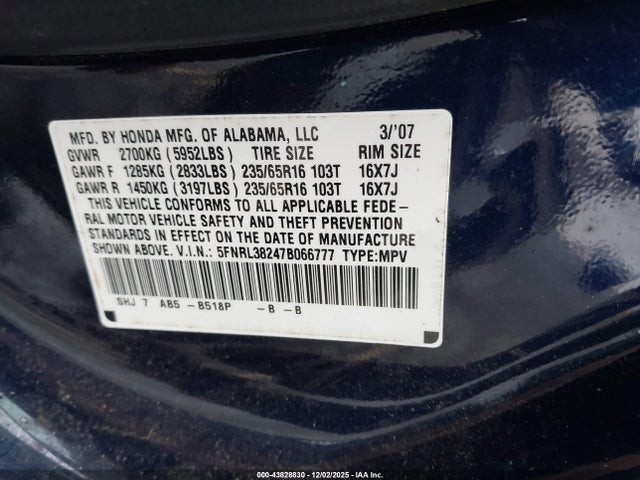 MFD. BY HONDA MFG. OF ALABAMA, LLC 3/'07
GVWR 2700KG (5952LBS) TIRE SIZE RIM SIZE
GAWR F 1285KG (2833LBS) 235/65R16 103T 16X7J
GAWR R 1450KG (3197LBS) 235/65R16 103T 16X7J
THIS VEHICLE CONFORMS TO ALL APPLICABLE FEDE-
RAL MOTOR VEHICLE SAFETY AND THEFT PREVENTION
STANDARDS IN EFFECT ON THE DATE OF MANUFACTURE
SHOWN ABOVE. V.I.N.: 5FNRL38247B066777 TYPE:MPV
SHJ 7 AB5 -B518P -B -B
000-43828830 - 12/02/2025 - IAA Inc.